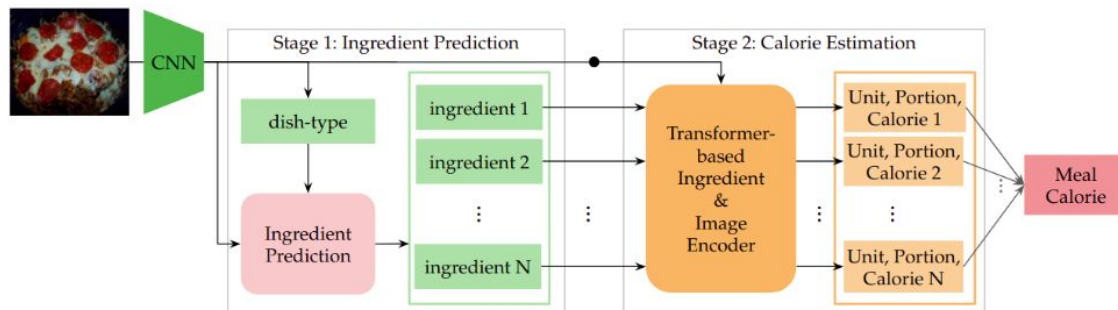 CNN
Stage 1: Ingredient Prediction
dish-type
Ingredient
Prediction
ingredient 1
ingredient 2
⋮
ingredient N
⋮
Stage 2: Calorie Estimation
Transformer-
based
Ingredient
&
Image
Encoder
⋮
Unit, Portion,
Calorie 1
Unit, Portion,
Calorie 2
⋮
Unit, Portion,
Calorie N
⋮
Meal
Calorie